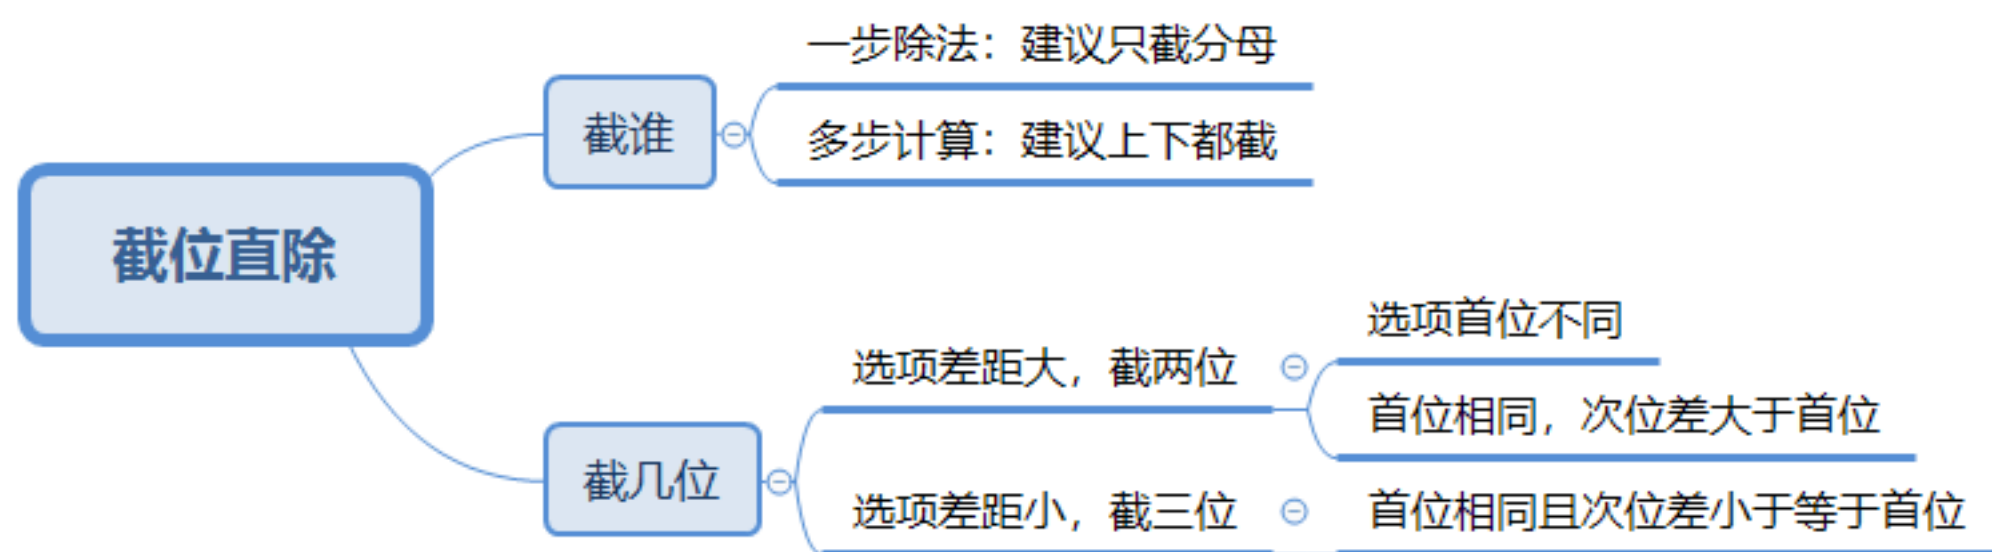 截位直除
截谁
一步除法：建议只截分母
多步计算：建议上下都截
截几位
选项差距大，截两位
选项首位不同
首位相同，次位差大于首位
选项差距小，截三位
首位相同且次位差小于等于首位